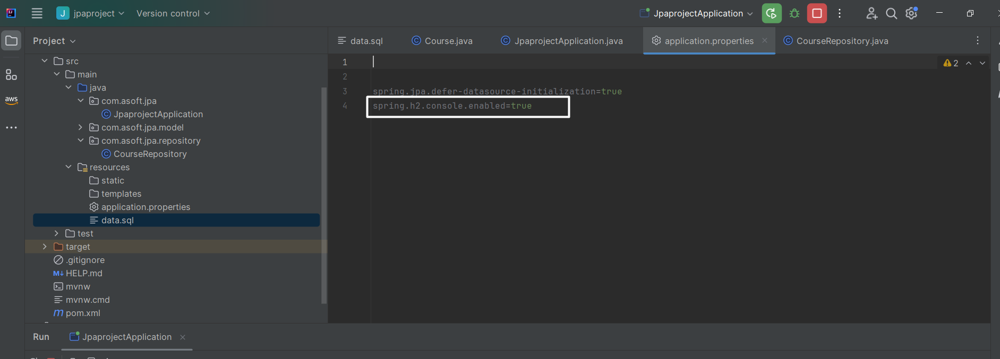 J jpaproject Version control JpaprojectApplication
Project
data.sql Course.java JpaprojectApplication.java application.properties CourseRepository.java
src
main
java
com.asoft.jpa
JpaprojectApplication
com.asoft.jpa.model
com.asoft.jpa.repository
CourseRepository
resources
static
templates
application.properties
data.sql
test
target
.gitignore
HELP.md
mvnw
mvnw.cmd
pom.xml
aws
1
2
3 spring.jpa.defer-datasource-initialization=true
4 spring.h2.console.enabled=true
2
Run JpaprojectApplication